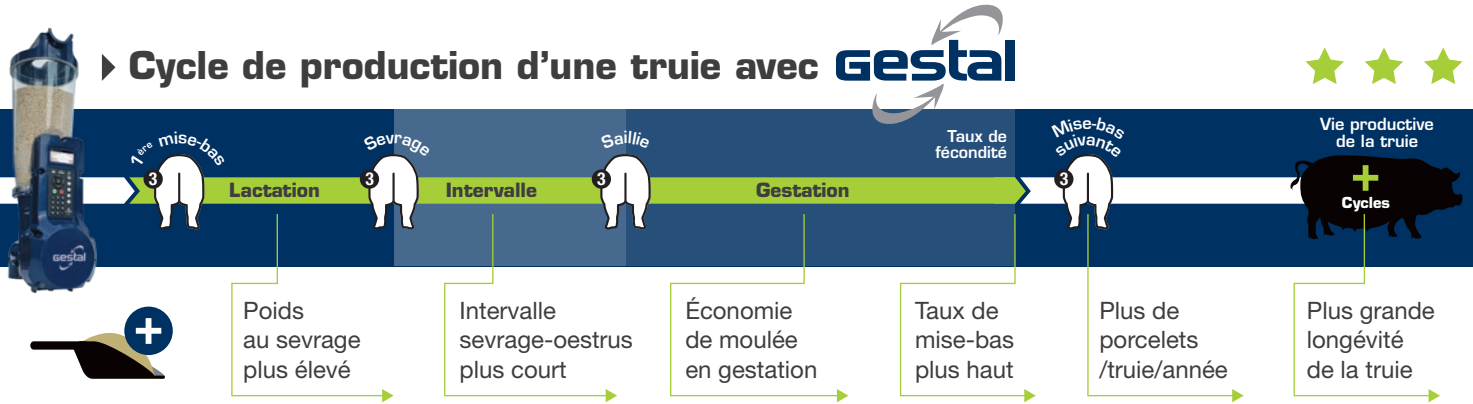 Cycle de production d'une truie avec Gestal
1ère mise-bas
Sevrage
Saillie
Taux de
fécondité
Mise-bas
suivante
Vie productive
de la truie
3
Lactation
3
Intervalle
3
Gestation
3
+
Cycles
Gestal
+
Poids
au sevrage
plus élevé
Intervalle
sevrage-oestrus
plus court
Économie
de moulée
en gestation
Taux de
mise-bas
plus haut
Plus de
porcelets
/truie/année
Plus grande
longévité
de la truie